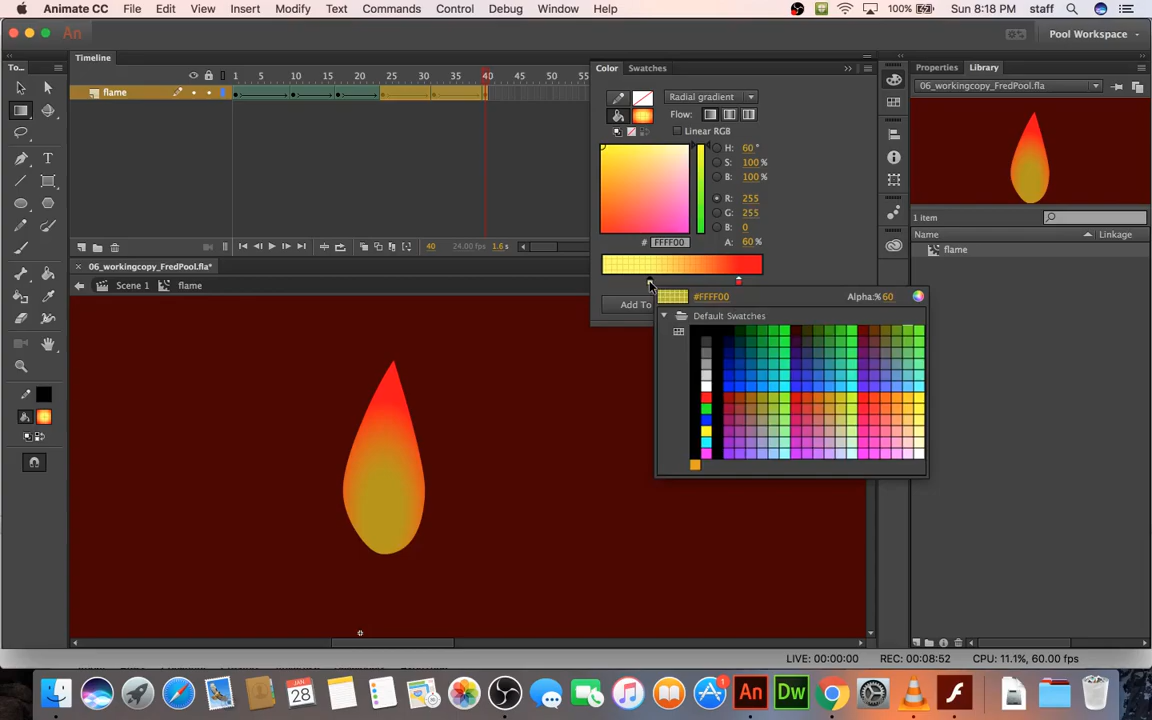 Animate CC File Edit View Insert Modify Text Commands Control Debug Window Help 100% Sun 8:18 PM staff
An Pool Workspace
To... Timeline Color Swatches Properties Library
1 5 10 15 20 25 30 35 40 45 50 55
flame
Radial gradient 06_workingcopy_FredPool.fla
Flow:
Linear RGB
H: 60 °
S: 100 %
B: 100 %
R: 255
G: 255
B: 0
# FFFF00 A: 60 %
1 item
Name Linkage
flame
40 24.00 fps 1.6 s
06_workingcopy_FredPool.fla*
Scene 1 flame
Add To
#FFFF00 Alpha:% 60
Default Swatches
LIVE: 00:00:00 REC: 00:08:52 CPU: 11.1%, 60.00 fps
JAN
28
1
An Dw